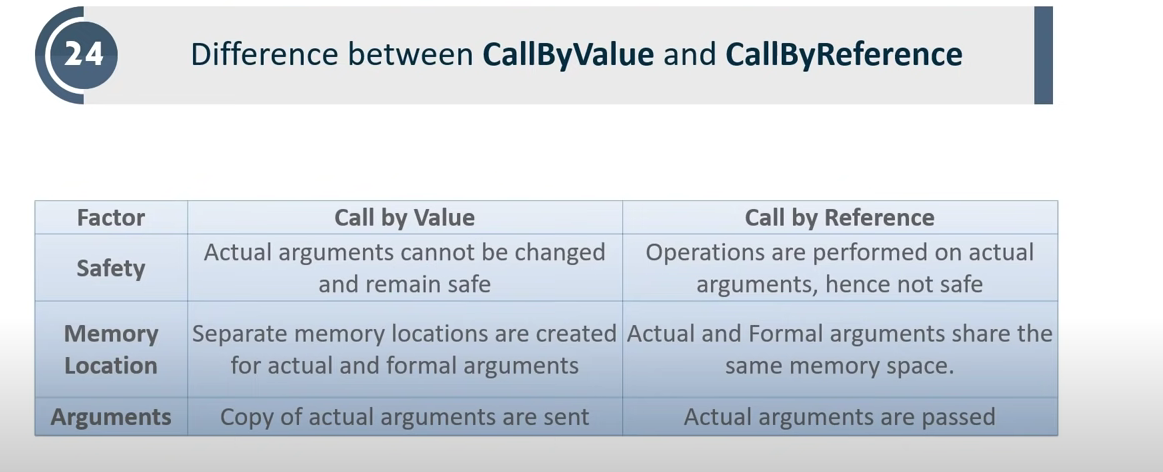 24
Difference between CallByValue and CallByReference
Factor
Call by Value
Call by Reference
Safety
Actual arguments cannot be changed
and remain safe
Operations are performed on actual
arguments, hence not safe
Memory
Location
Separate memory locations are created
for actual and formal arguments
Actual and Formal arguments share the
same memory space.
Arguments
Copy of actual arguments are sent
Actual arguments are passed